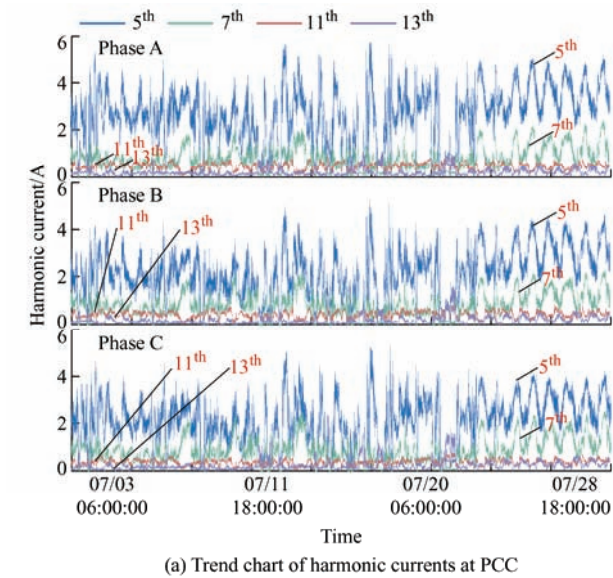 5th 7th 11th 13th
6
Phase A
5th
4
7th
2
11th
13th
0
6
Phase B
11th
13th
5th
4
2
7th
0
6
Phase C
11th
13th
5th
4
2
7th
0
Harmonic current/A
07/03 07/11 07/20 07/28
06:00:00 18:00:00 06:00:00 18:00:00
Time
(a) Trend chart of harmonic currents at PCC